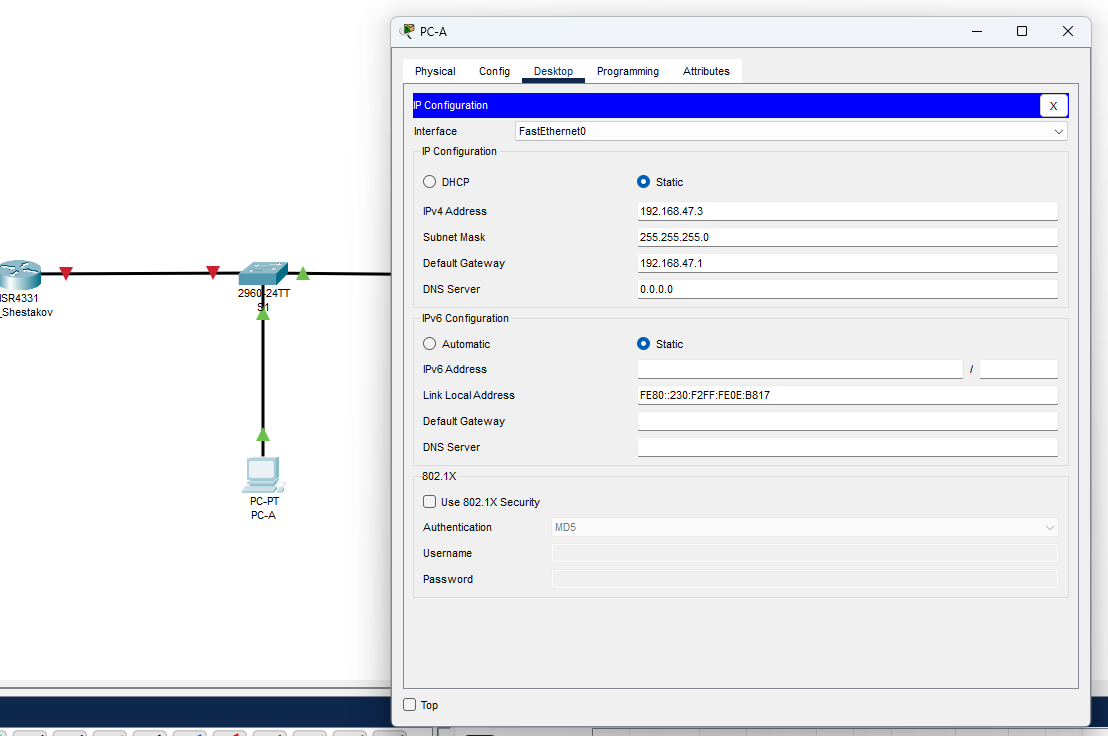 PC-A
Physical Config Desktop Programming Attributes
IP Configuration X
Interface FastEthernet0
IP Configuration
DHCP Static
IPv4 Address 192.168.47.3
Subnet Mask 255.255.255.0
Default Gateway 192.168.47.1
DNS Server 0.0.0.0
IPv6 Configuration
Automatic Static
IPv6 Address /
Link Local Address FE80::230:F2FF:FE0E:B817
Default Gateway
DNS Server
802.1X
Use 802.1X Security
Authentication MD5
Username
Password
Top
ISR4331
_Shestakov
2960-24TT
S1
PC-PT
PC-A